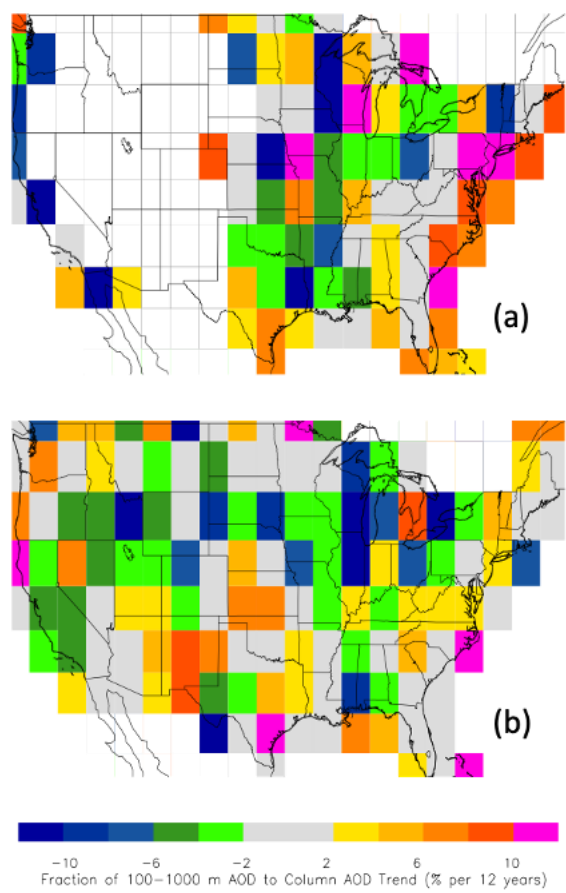 (a)
(b)
−10 −6 −2 2 6 10
Fraction of 100−1000 m AOD to Column AOD Trend (% per 12 years)